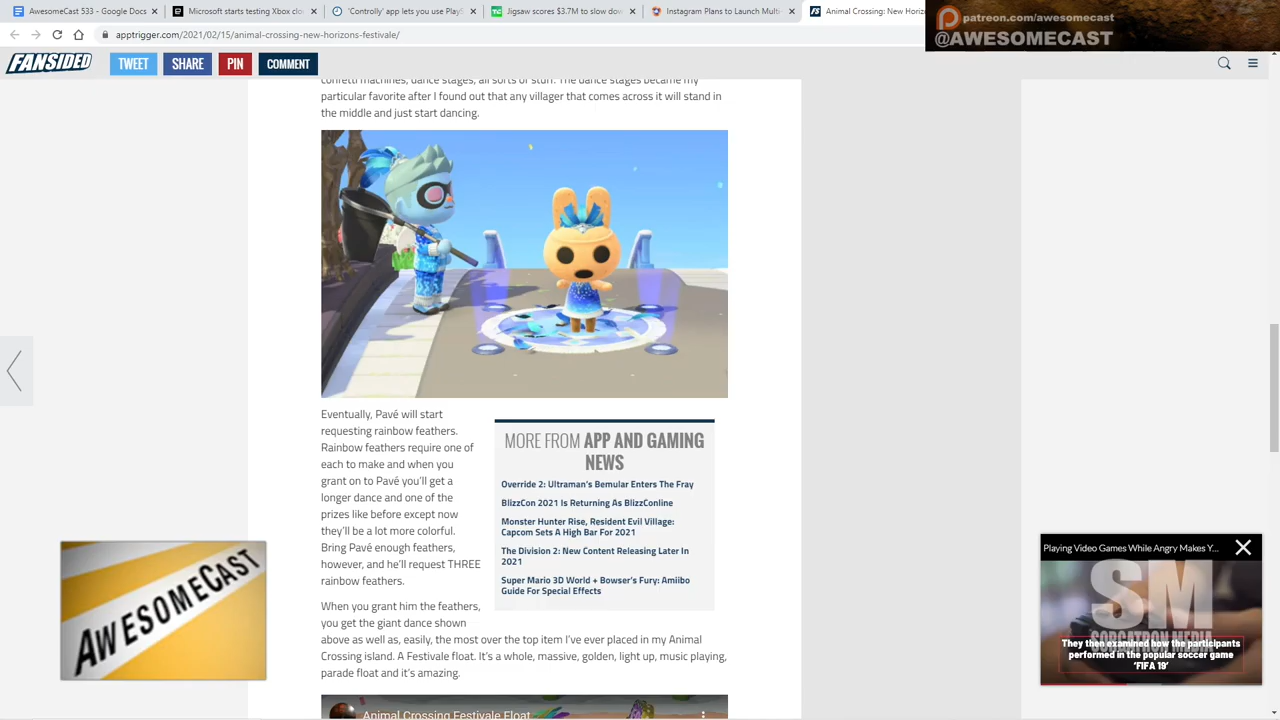 AwesomeCast 533 - Google Docs
Microsoft starts testing Xbox clo
'Controlly' app lets you use PlayS
Jigsaw scores $3.7M to slow dow
Instagram Plans to Launch Multi-
Animal Crossing: New Horiz
patreon.com/awesomecast
@AWESOMECAST
apptrigger.com/2021/02/15/animal-crossing-new-horizons-festivale/
FANSIDED
TWEET
SHARE
PIN
COMMENT
confetti machines, dance stages, all sorts of stuff. The dance stages became my
particular favorite after I found out that any villager that comes across it will stand in
the middle and just start dancing.
Eventually, Pavé will start
requesting rainbow feathers.
Rainbow feathers require one of
each to make and when you
grant on to Pavé you'll get a
longer dance and one of the
prizes like before except now
they'll be a lot more colorful.
Bring Pavé enough feathers,
however, and he'll request THREE
rainbow feathers.
MORE FROM APP AND GAMING
NEWS
Override 2: Ultraman's Bemular Enters The Fray
BlizzCon 2021 Is Returning As BlizzConline
Monster Hunter Rise, Resident Evil Village:
Capcom Sets A High Bar For 2021
The Division 2: New Content Releasing Later In
2021
Super Mario 3D World + Bowser's Fury: Amiibo
Guide For Special Effects
When you grant him the feathers,
you get the giant dance shown
above as well as, easily, the most over the top item I've ever placed in my Animal
Crossing island. A Festivale float. It's a whole, massive, golden, light up, music playing,
parade float and it's amazing.
Animal Crossing Festivale Float
AWESOMECAST
Playing Video Games While Angry Makes Y...
SM
SORGATRON MEDIA
They then examined how the participants
performed in the popular soccer game
'FIFA 19'